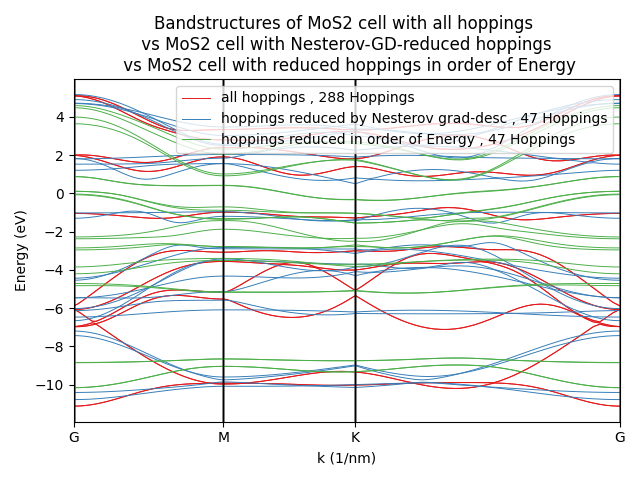 Bandstructures of MoS2 cell with all hoppings
vs MoS2 cell with Nesterov-GD-reduced hoppings
vs MoS2 cell with reduced hoppings in order of Energy
all hoppings , 288 Hoppings
hoppings reduced by Nesterov grad-desc , 47 Hoppings
hoppings reduced in order of Energy , 47 Hoppings
Energy (eV)
4
2
0
−2
−4
−6
−8
−10
G M K G
k (1/nm)